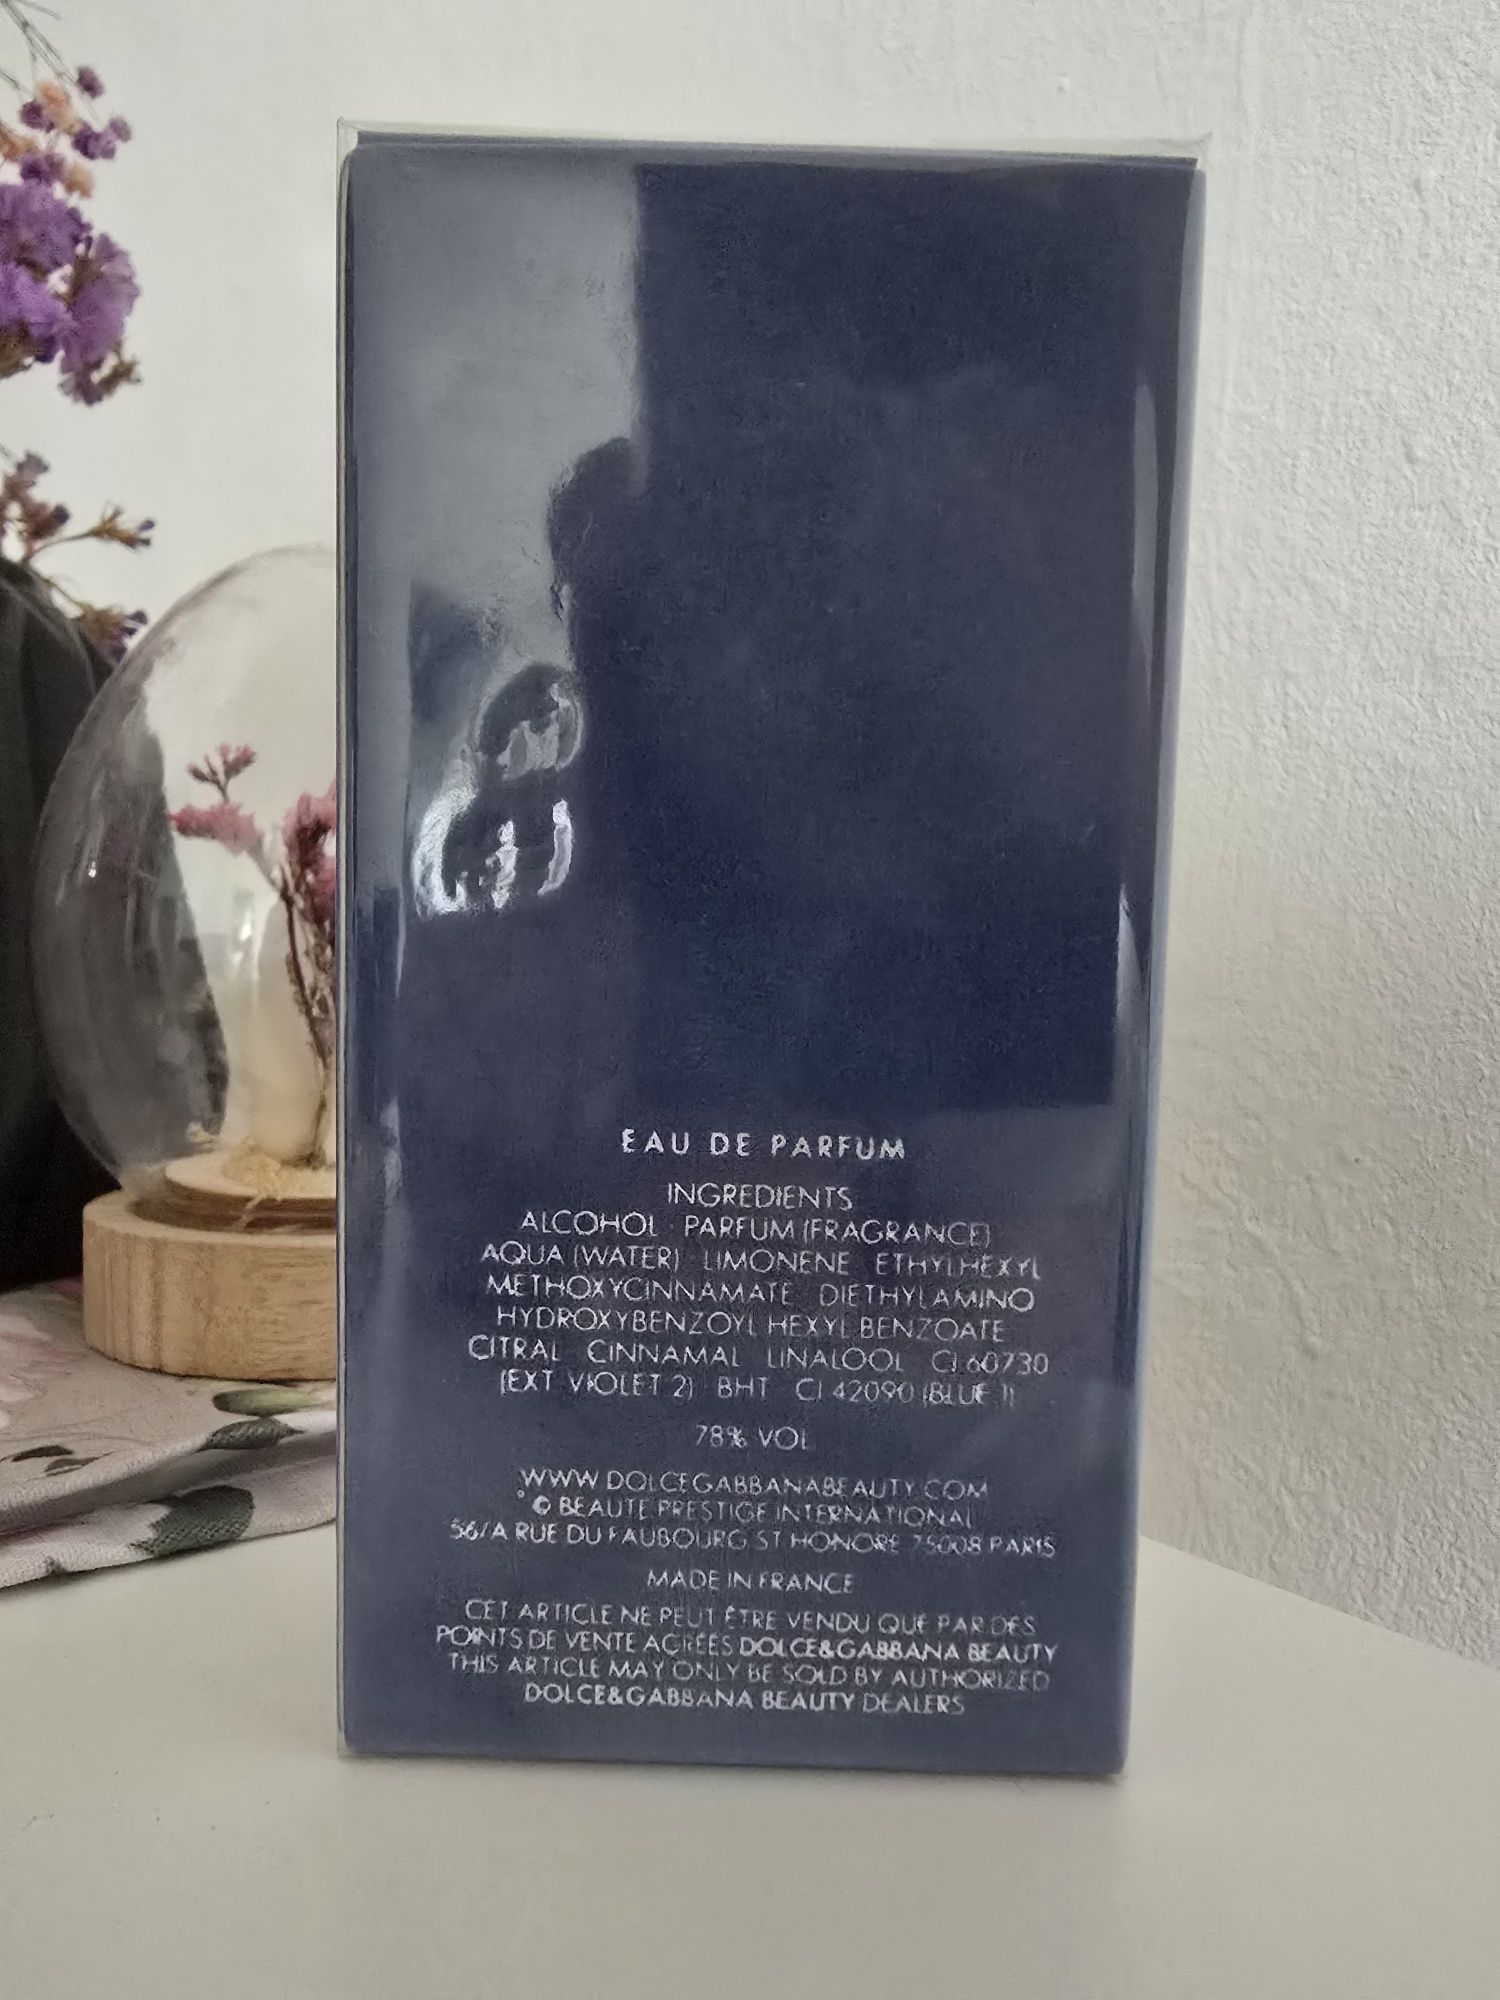 EAU DE PARFUM
INGREDIENTS
ALCOHOL · PARFUM (FRAGRANCE)
AQUA (WATER) LIMONENE ETHYLHEXYL
METHOXYCINNAMATE DIETHYLAMINO
HYDROXYBENZOYL HEXYL BENZOATE
CITRAL CINNAMAL LINALOOL CI 60730
(EXT VIOLET 2) BHT CI 42090 (BLUE 1)
78% VOL
WWW DOLCEGABBANABEAUTY.COM
© BEAUTE PRESTIGE INTERNATIONAL
56/A RUE DU FAUBOURG ST HONORE 75008 PARIS
MADE IN FRANCE
CET ARTICLE NE PEUT ÊTRE VENDU QUE PAR DES
POINTS DE VENTE AGRÉÉS DOLCE&GABBANA BEAUTY
THIS ARTICLE MAY ONLY BE SOLD BY AUTHORIZED
DOLCE&GABBANA BEAUTY DEALERS